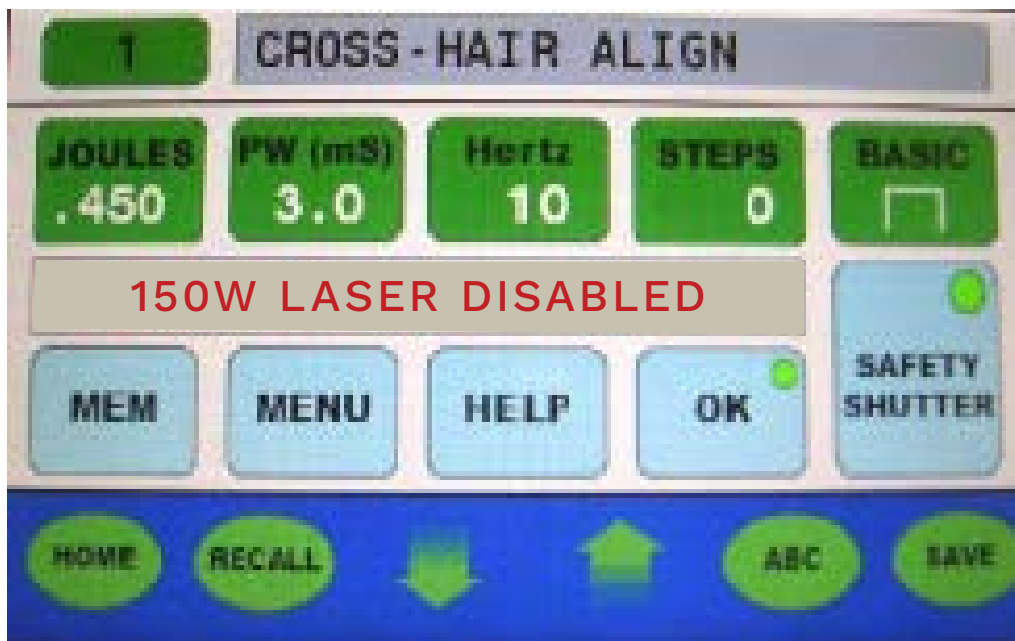 1 CROSS-HAIR ALIGN
JOULES PW (mS) Hertz STEPS BASIC
.450 3.0 10 0
150W LASER DISABLED
SAFETY
MEM MENU HELP OK SHUTTER
HOME RECALL ABC SAVE